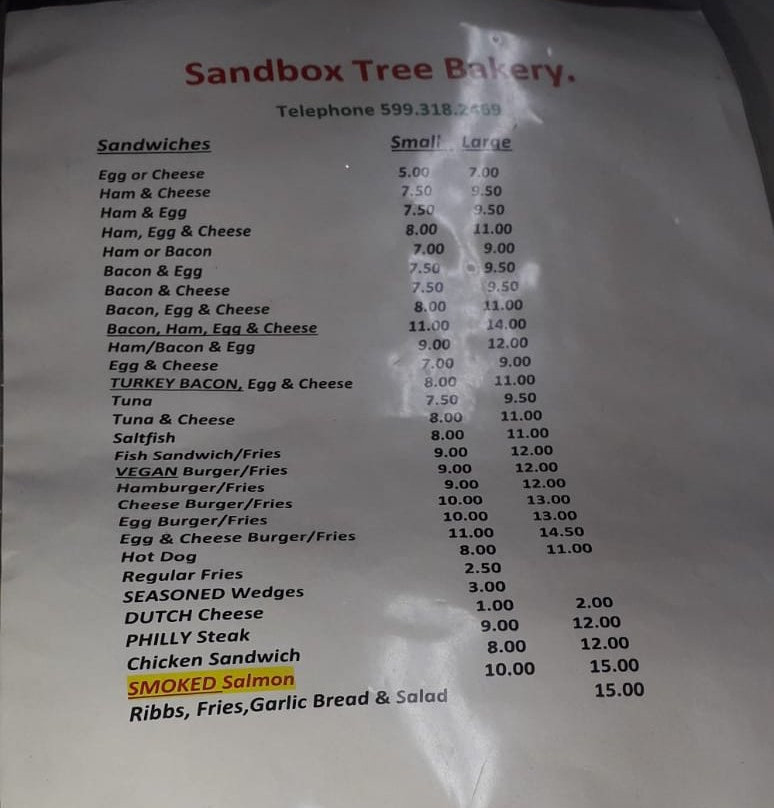 Sandbox Tree Bakery.
Telephone 599.318.2469
Sandwiches Small Large
Egg or Cheese 5.00 7.00
Ham & Cheese 7.50 9.50
Ham & Egg 7.50 9.50
Ham, Egg & Cheese 8.00 11.00
Ham or Bacon 7.00 9.00
Bacon & Egg 7.50 9.50
Bacon & Cheese 7.50 9.50
Bacon, Egg & Cheese 8.00 11.00
Bacon, Ham, Egg & Cheese 11.00 14.00
Ham/Bacon & Egg 9.00 12.00
Egg & Cheese 7.00 9.00
TURKEY BACON, Egg & Cheese 8.00 11.00
Tuna 7.50 9.50
Tuna & Cheese 8.00 11.00
Saltfish 8.00 11.00
Fish Sandwich/Fries 9.00 12.00
VEGAN Burger/Fries 9.00 12.00
Hamburger/Fries 9.00 12.00
Cheese Burger/Fries 10.00 13.00
Egg Burger/Fries 10.00 13.00
Egg & Cheese Burger/Fries 11.00 14.50
Hot Dog 8.00 11.00
Regular Fries 2.50
SEASONED Wedges 3.00
DUTCH Cheese 1.00 2.00
PHILLY Steak 9.00 12.00
Chicken Sandwich 8.00 12.00
SMOKED Salmon 10.00 15.00
Ribbs, Fries,Garlic Bread & Salad 15.00